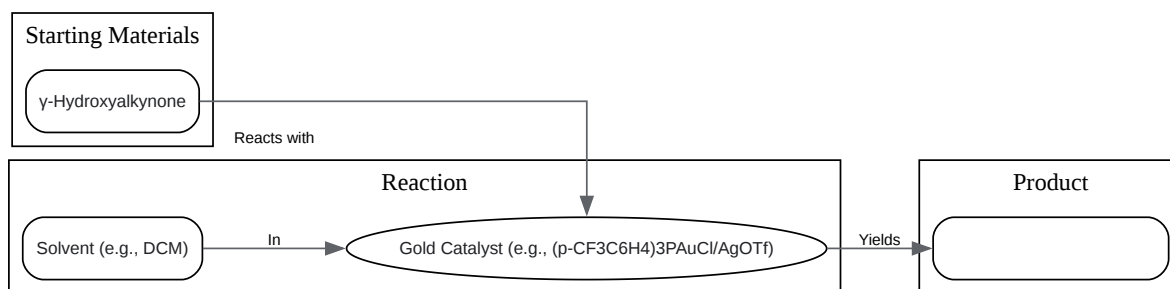 Starting Materials
γ-Hydroxyalkynone
Reacts with
Reaction
Product
Solvent (e.g., DCM)
In
Gold Catalyst (e.g., (p-CF3C6H4)3PAuCl/AgOTf)
Yields